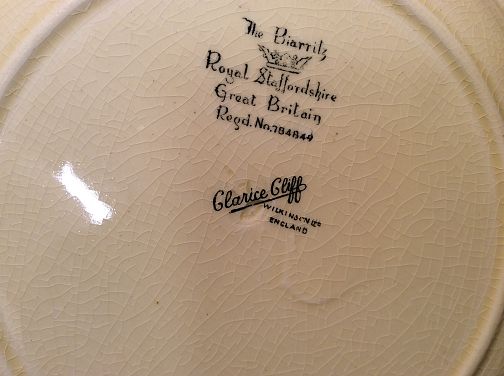 The Biarritz
Royal Staffordshire
Great Britain
Regd. No. 784849
Clarice Cliff
WILKINSON LTD
ENGLAND